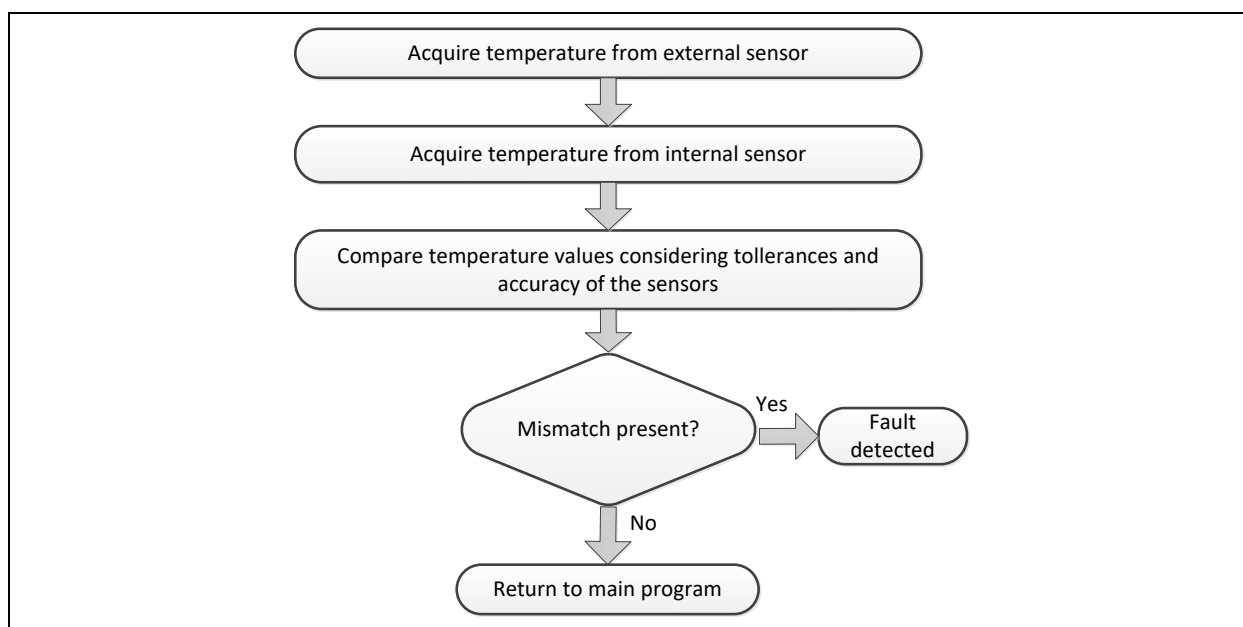 Acquire temperature from external sensor
Acquire temperature from internal sensor
Compare temperature values considering tollerances and
accuracy of the sensors
Mismatch present?
Yes
Fault
detected
No
Return to main program